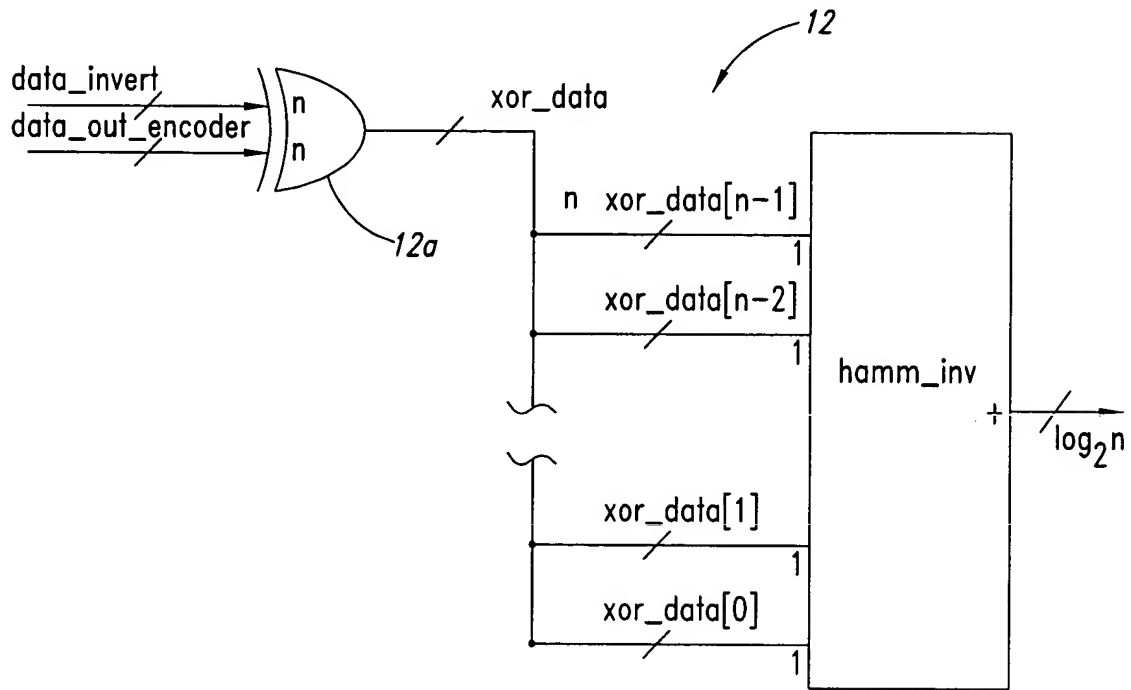 12
data_invert
data_out_encoder
n
n
xor_data
12a
n xor_data[n-1]
1
xor_data[n-2]
1
hamm_inv
+
log2n
xor_data[1]
1
xor_data[0]
1